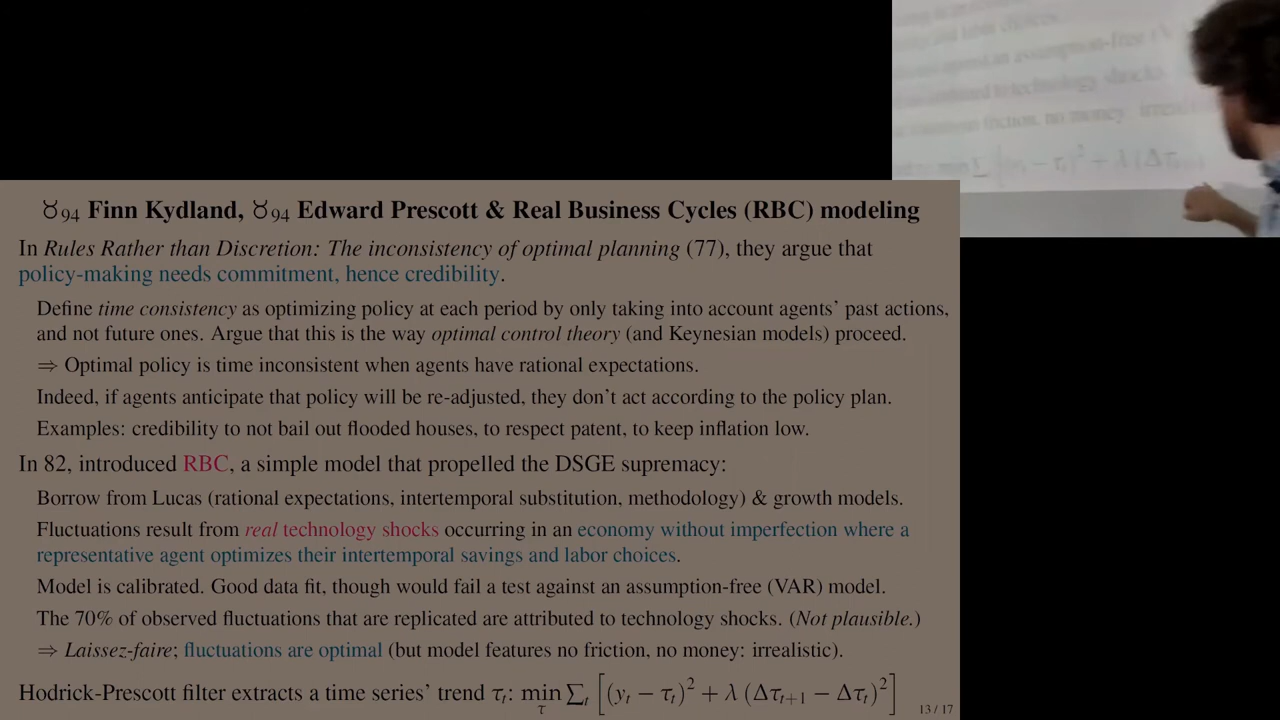 ♉94 Finn Kydland, ♉94 Edward Prescott & Real Business Cycles (RBC) modeling
In Rules Rather than Discretion: The inconsistency of optimal planning (77), they argue that
policy-making needs commitment, hence credibility.
Define time consistency as optimizing policy at each period by only taking into account agents' past actions,
and not future ones. Argue that this is the way optimal control theory (and Keynesian models) proceed.
⇒ Optimal policy is time inconsistent when agents have rational expectations.
Indeed, if agents anticipate that policy will be re-adjusted, they don't act according to the policy plan.
Examples: credibility to not bail out flooded houses, to respect patent, to keep inflation low.
In 82, introduced RBC, a simple model that propelled the DSGE supremacy:
Borrow from Lucas (rational expectations, intertemporal substitution, methodology) & growth models.
Fluctuations result from real technology shocks occurring in an economy without imperfection where a
representative agent optimizes their intertemporal savings and labor choices.
Model is calibrated. Good data fit, though would fail a test against an assumption-free (VAR) model.
The 70% of observed fluctuations that are replicated are attributed to technology shocks. (Not plausible.)
⇒ Laissez-faire; fluctuations are optimal (but model features no friction, no money: irrealistic).
Hodrick-Prescott filter extracts a time series' trend τt: min τ ∑t [(yt − τt)² + λ (Δτt+1 − Δτt)²]
13 / 17